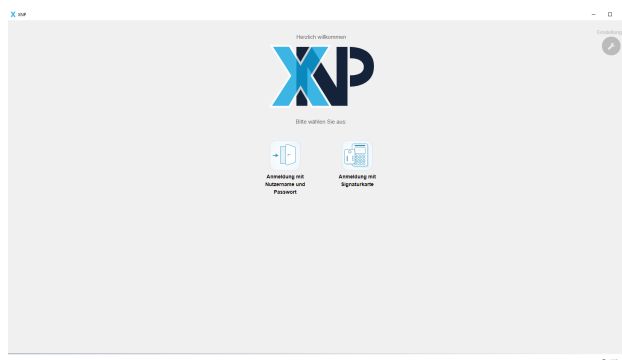 XNP
Einstellung
Herzlich willkommen
XNP
Bitte wählen Sie aus:
Anmeldung mit
Nutzername und
Passwort
Anmeldung mit
Signaturkarte